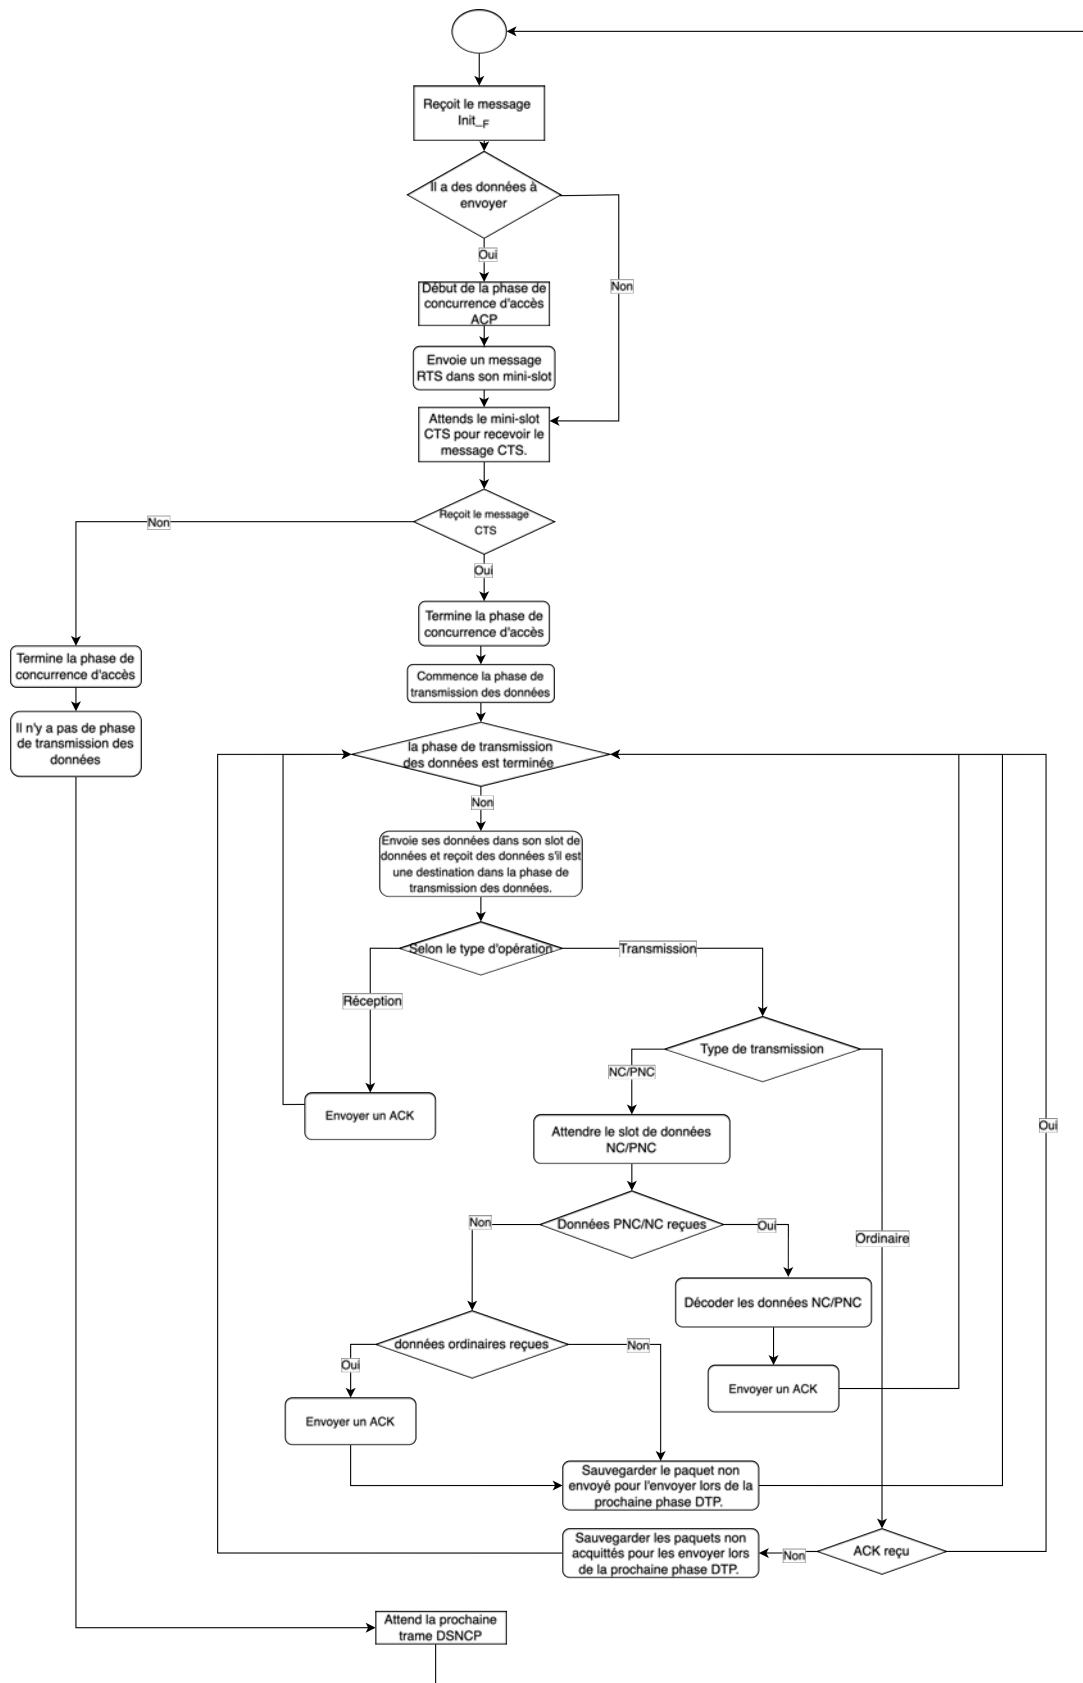 Reçoit le message
Init_F
Il a des données à
envoyer
Oui
Non
Début de la phase de
concurrence d'accès
ACP
Envoie un message
RTS dans son mini-slot
Attends le mini-slot
CTS pour recevoir le
message CTS.
Reçoit le message
CTS
Non
Oui
Termine la phase de
concurrence d'accès
Termine la phase de
concurrence d'accès
Commence la phase de
transmission des données
Il n'y a pas de phase
de transmission des
données
la phase de transmission
des données est terminée
Non
Envoie ses données dans son slot de
données et reçoit des données s'il est
une destination dans la phase de
transmission des données.
Selon le type d'opération
Transmission
Réception
Type de transmission
NC/PNC
Envoyer un ACK
Attendre le slot de données
NC/PNC
Oui
Données PNC/NC reçues
Non
Oui
Ordinaire
Décoder les données NC/PNC
données ordinaires reçues
Oui
Non
Envoyer un ACK
Envoyer un ACK
Sauvegarder le paquet non
envoyé pour l'envoyer lors de la
prochaine phase DTP.
Sauvegarder les paquets non
acquittés pour les envoyer lors
de la prochaine phase DTP.
Non
ACK reçu
Attend la prochaine
trame DSNCP